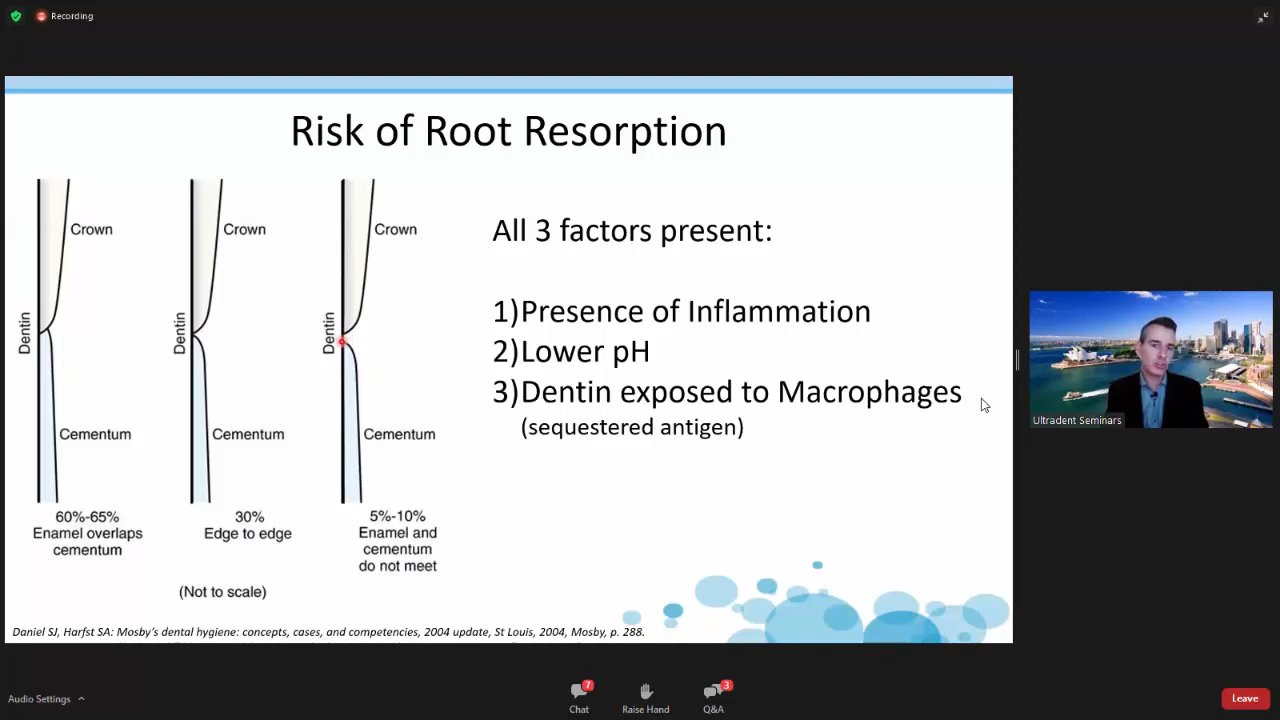 Recording
Risk of Root Resorption
Crown
Crown
Crown
Dentin
Dentin
Dentin
Cementum
Cementum
Cementum
60%-65%
Enamel overlaps
cementum
30%
Edge to edge
5%-10%
Enamel and
cementum
do not meet
(Not to scale)
All 3 factors present:
1)Presence of Inflammation
2)Lower pH
3)Dentin exposed to Macrophages
(sequestered antigen)
Daniel SJ, Harfst SA: Mosby's dental hygiene: concepts, cases, and competencies, 2004 update, St Louis, 2004, Mosby, p. 288.
Ultradent Seminars
Audio Settings
7
Chat
Raise Hand
3
Q&A
Leave